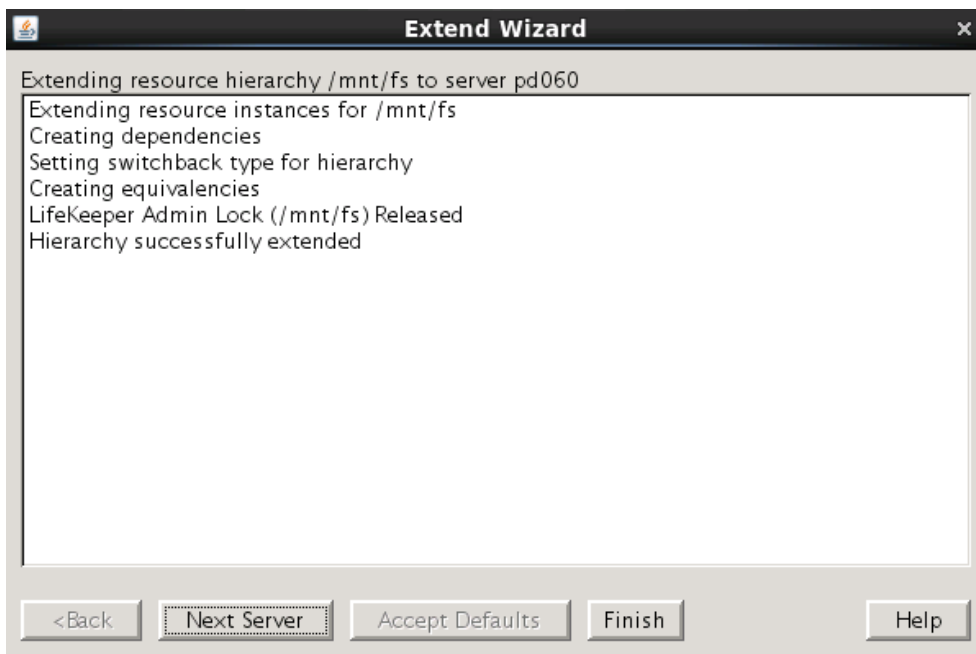 Extend Wizard
Extending resource hierarchy /mnt/fs to server pd060
Extending resource instances for /mnt/fs
Creating dependencies
Setting switchback type for hierarchy
Creating equivalencies
LifeKeeper Admin Lock (/mnt/fs) Released
Hierarchy successfully extended
<Back Next Server Accept Defaults Finish Help